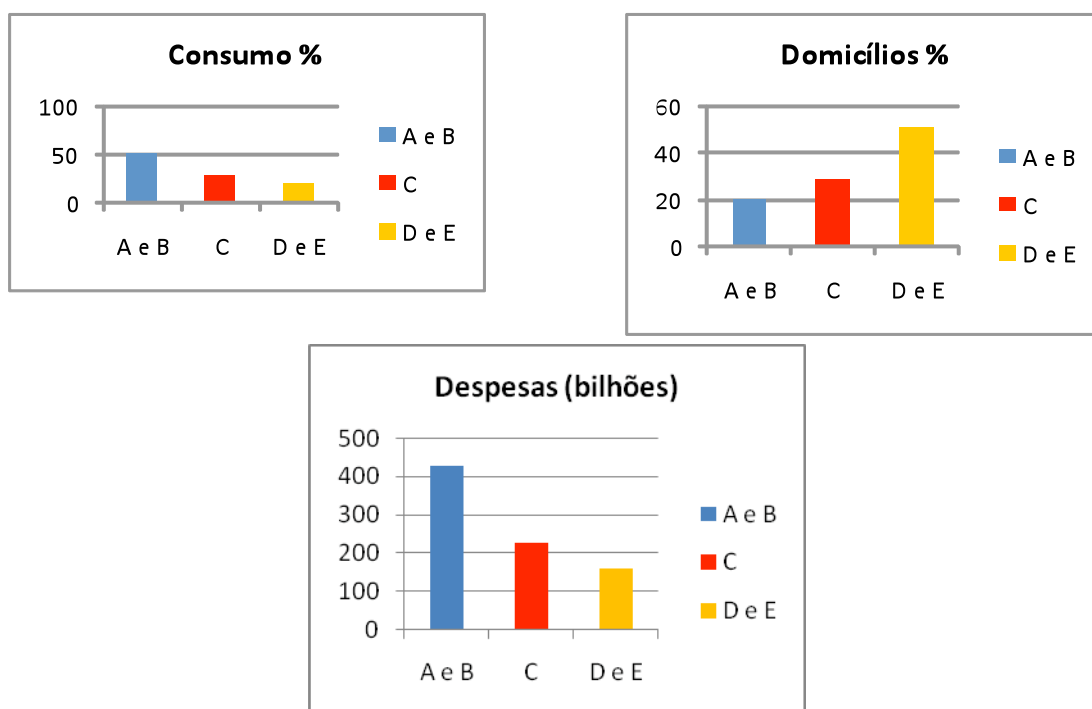 Consumo %
100
50
0
A e B
C
D e E
A e B
C
D e E
Domicílios %
60
40
20
0
A e B
C
D e E
A e B
C
D e E
Despesas (bilhões)
500
400
300
200
100
0
A e B
C
D e E
A e B
C
D e E